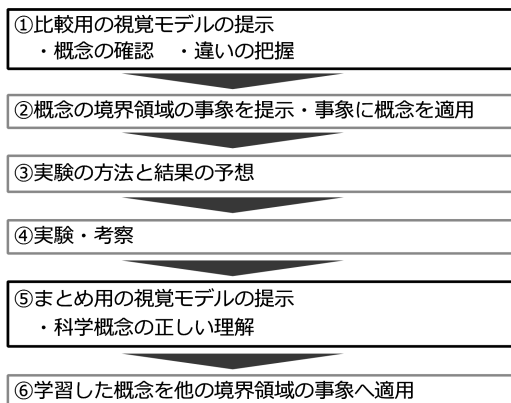 ①比較用の視覚モデルの提示
・概念の確認　・違いの把握
②概念の境界領域の事象を提示・事象に概念を適用
③実験の方法と結果の予想
④実験・考察
⑤まとめ用の視覚モデルの提示
・科学概念の正しい理解
⑥学習した概念を他の境界領域の事象へ適用